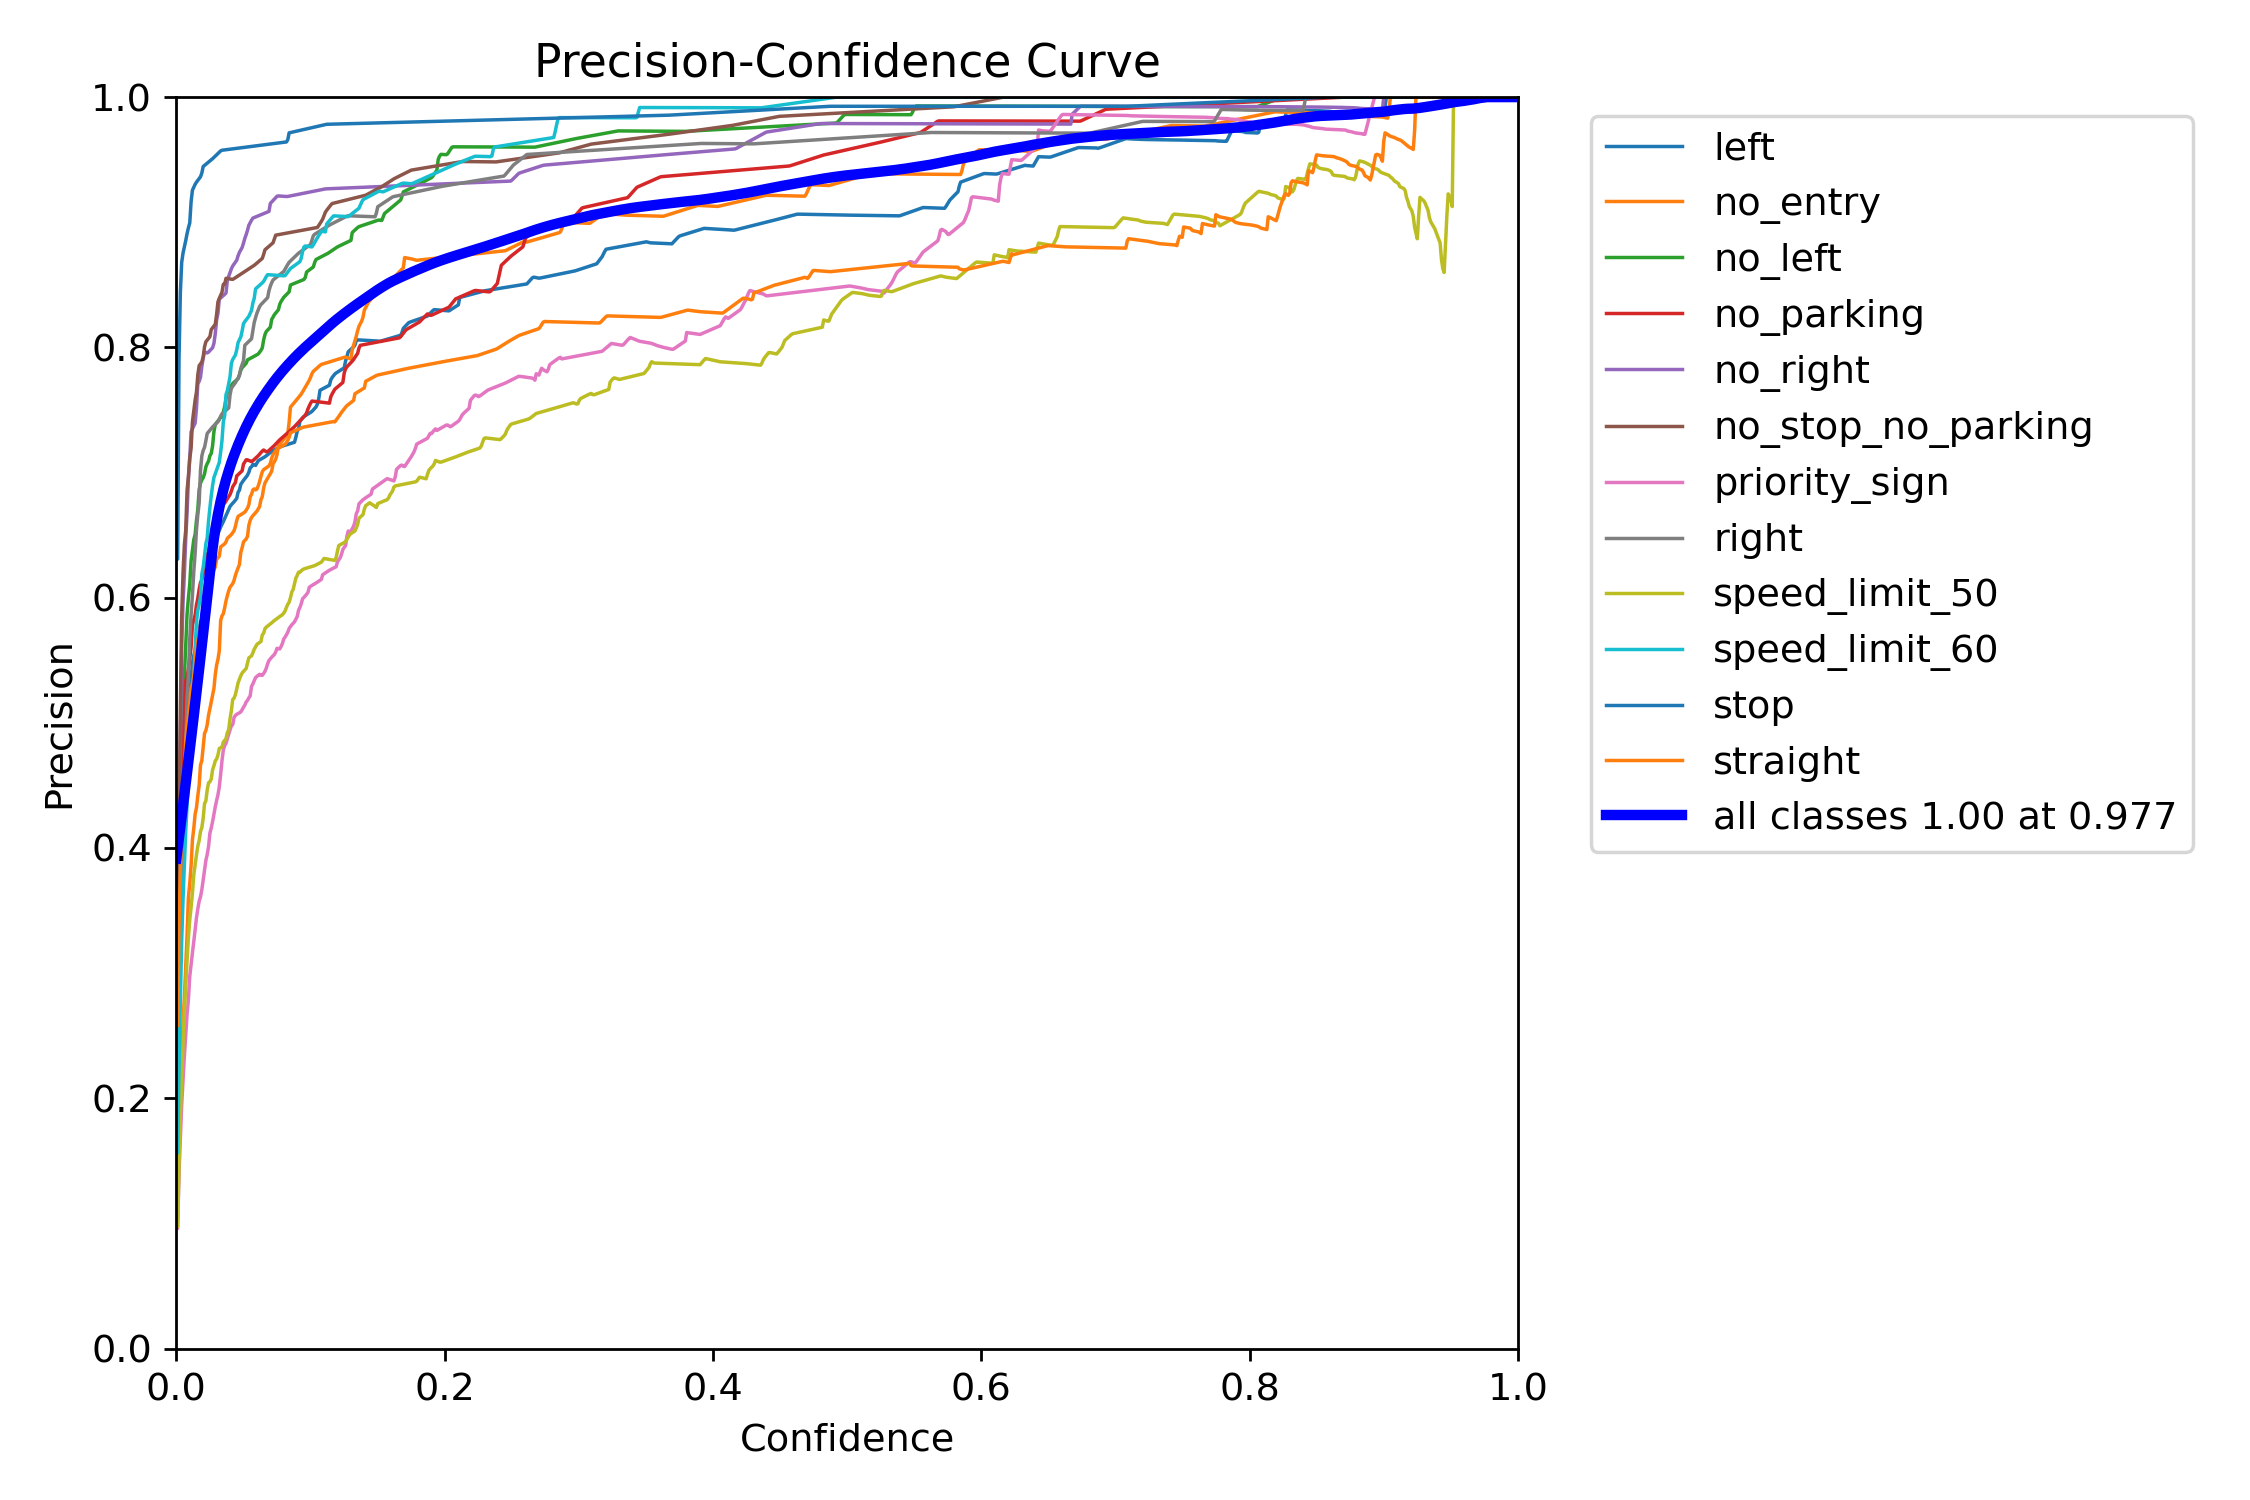 Precision-Confidence Curve
1.0
0.8
0.6
0.4
0.2
0.0
Precision
0.0 0.2 0.4 0.6 0.8 1.0
Confidence
left
no_entry
no_left
no_parking
no_right
no_stop_no_parking
priority_sign
right
speed_limit_50
speed_limit_60
stop
straight
all classes 1.00 at 0.977